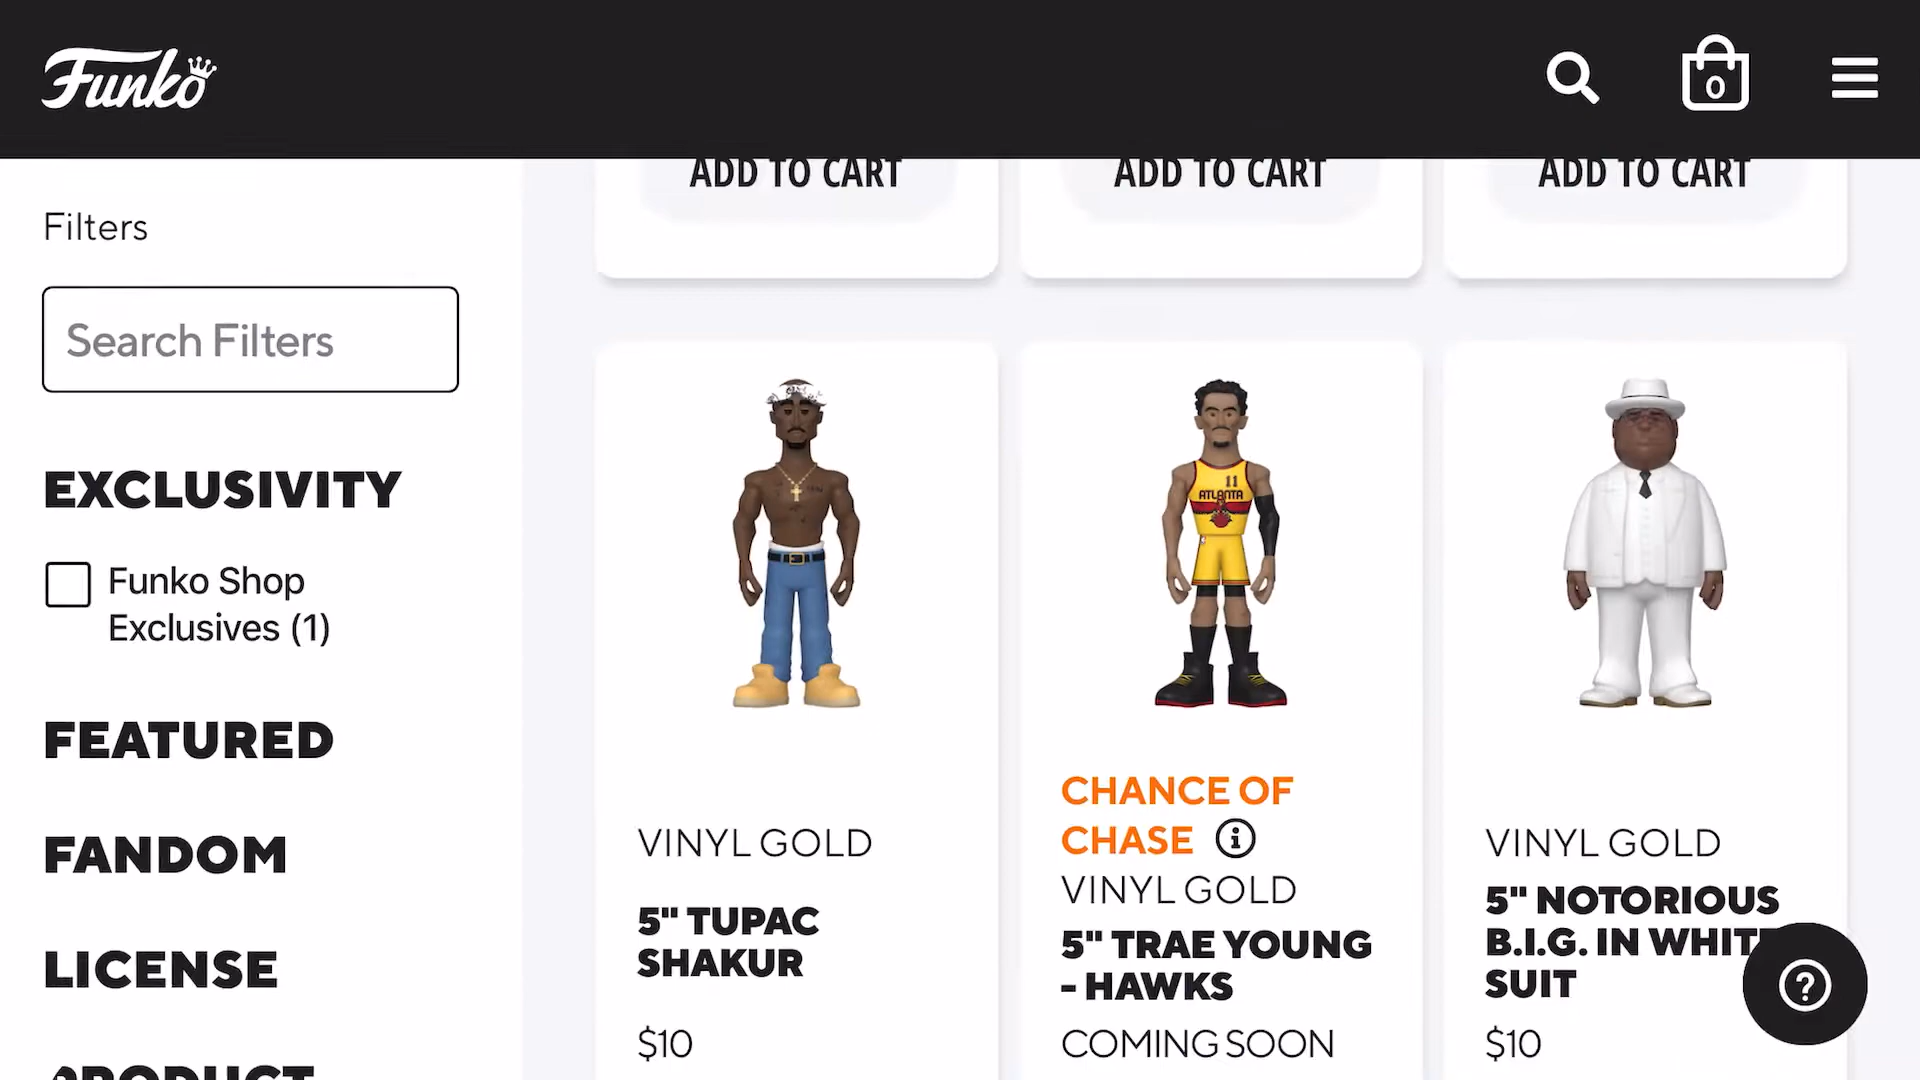 Funko
0
ADD TO CART
ADD TO CART
ADD TO CART
Filters
Search Filters
EXCLUSIVITY
Funko Shop
Exclusives (1)
FEATURED
FANDOM
LICENSE
PRODUCT
11
ATLANTA
VINYL GOLD
5" TUPAC
SHAKUR
$10
CHANCE OF
CHASE
VINYL GOLD
5" TRAE YOUNG
- HAWKS
COMING SOON
VINYL GOLD
5" NOTORIOUS
B.I.G. IN WHITE
SUIT
$10